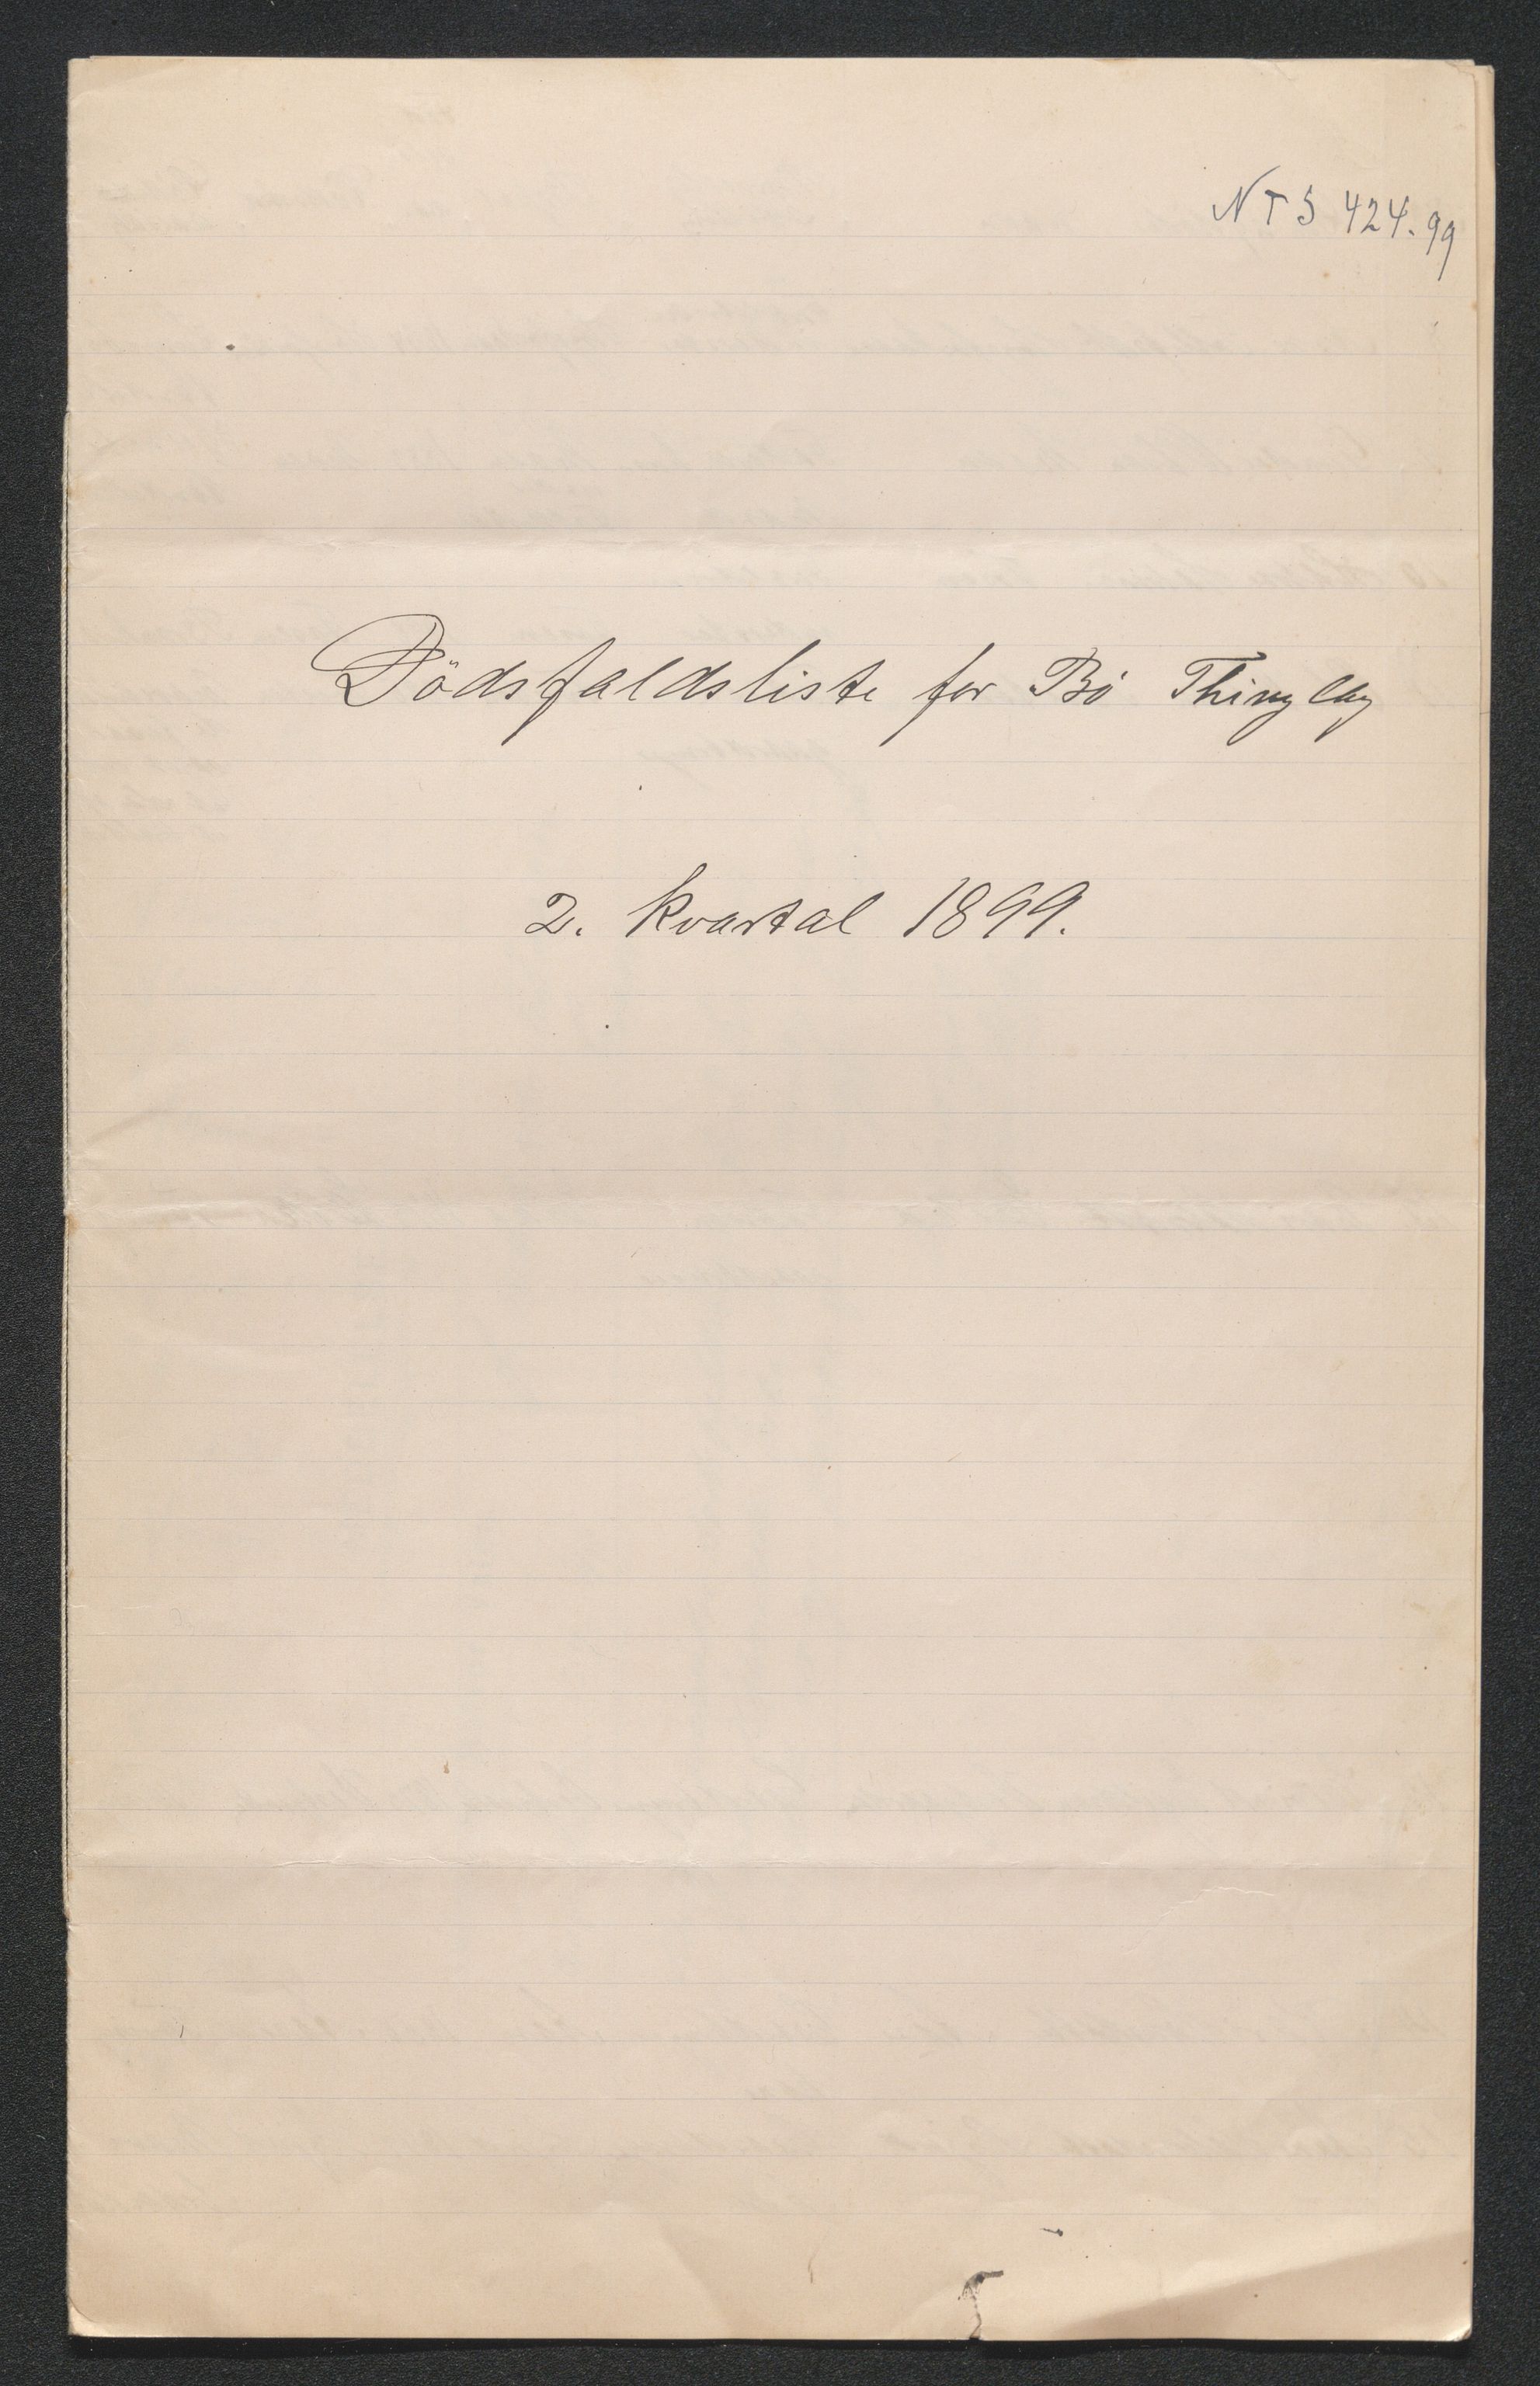 NTS 424.99
Dödsfaldsliste for Bö Thinglag
2. kvartal 1899.